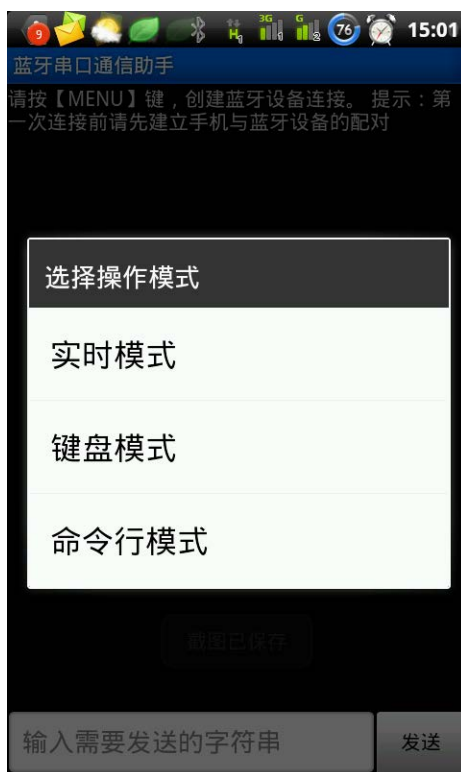 9 H 3G G 2 76 15:01
蓝牙串口通信助手
请按【MENU】键，创建蓝牙设备连接。 提示：第
一次连接前请先建立手机与蓝牙设备的配对
选择操作模式
实时模式
键盘模式
命令行模式
截图已保存
输入需要发送的字符串
发送